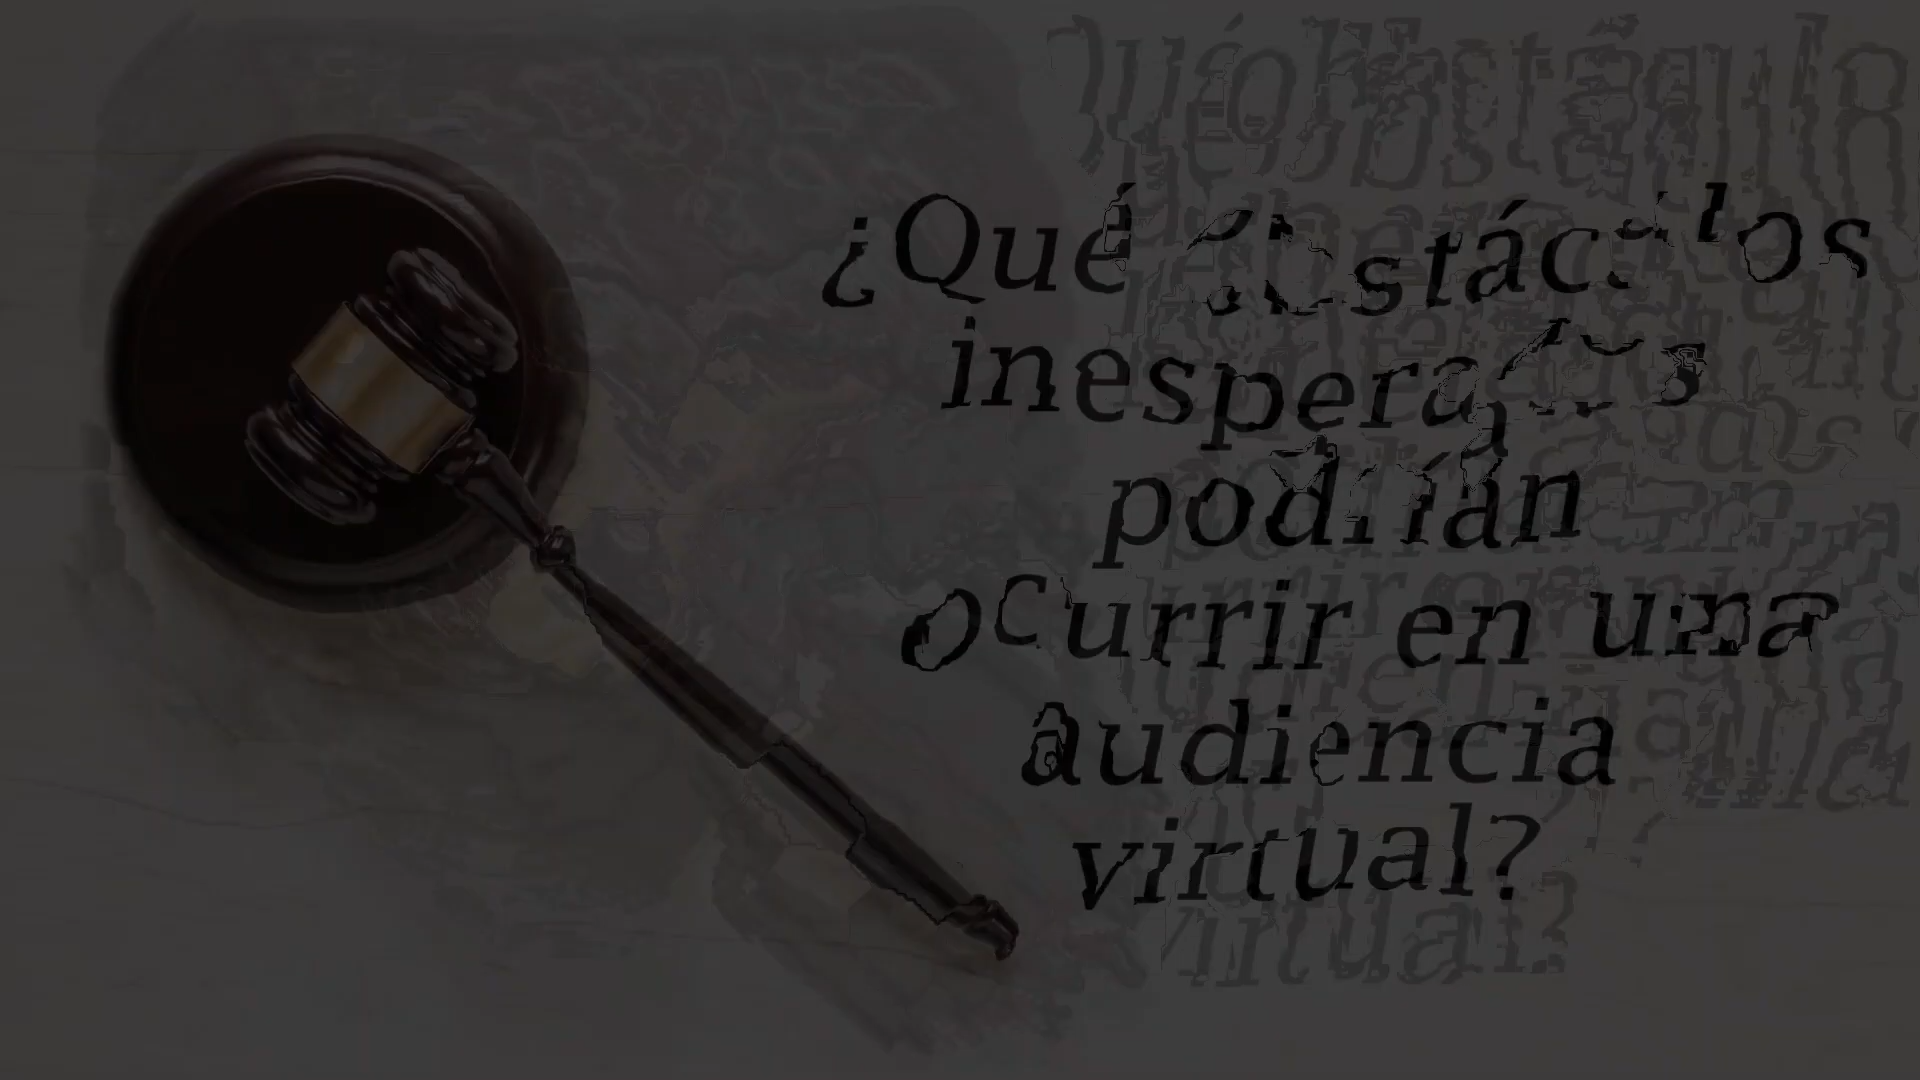 ¿Qué obstáculos
inesperados
podrían
ocurrir en una
audiencia
virtual?